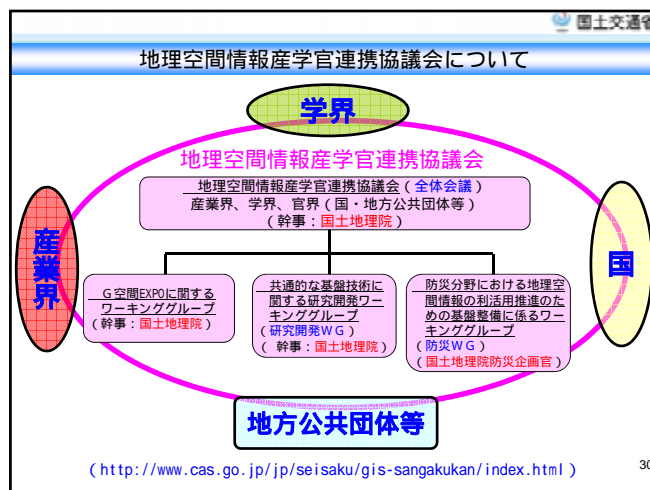 国土交通省
地理空間情報産学官連携協議会について
学界
地理空間情報産学官連携協議会
地理空間情報産学官連携協議会(全体会議)
産業界、学界、官界(国・地方公共団体等)
(幹事:国土地理院)
産業界
国
G空間EXPOに関する
ワーキンググループ
(幹事:国土地理院)
共通的な基盤技術に
関する研究開発ワー
キンググループ
(研究開発WG)
(幹事:国土地理院)
防災分野における地理空
間情報の利活用推進のた
めの基盤整備に係るワー
キンググループ
(防災WG)
(国土地理院防災企画官)
地方公共団体等
(http://www.cas.go.jp/jp/seisaku/gis-sangakukan/index.html)
30